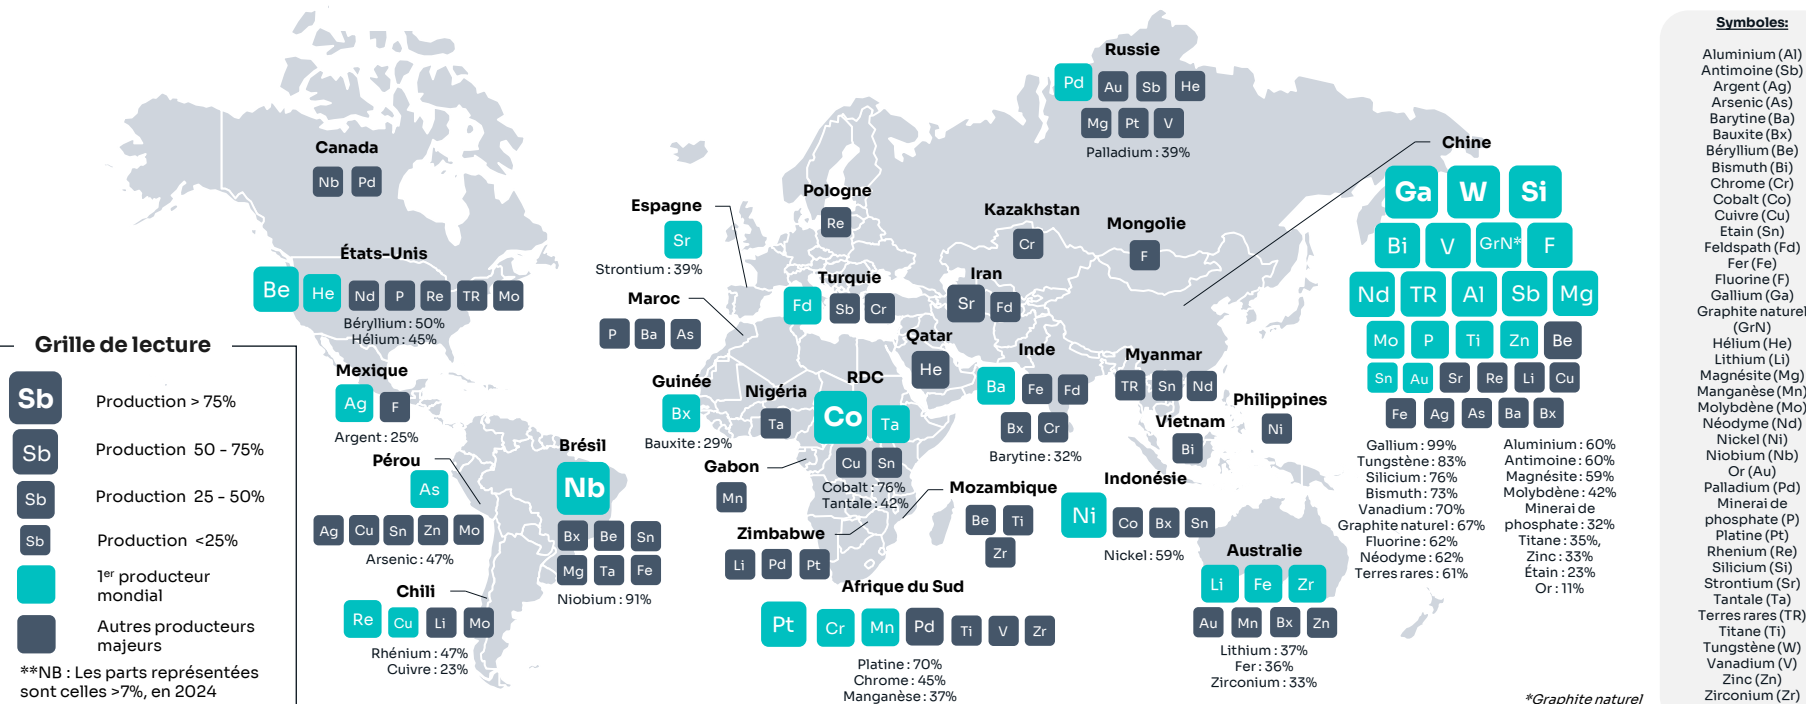 Canada
Nb Pd
États-Unis
Be He Nd P Re TR Mo
Béryllium : 50%
Hélium : 45%
Grille de lecture
Sb Production > 75%
Sb Production 50 - 75%
Sb Production 25 - 50%
Sb Production <25%
1er producteur
mondial
Autres producteurs
majeurs
**NB : Les parts représentées
sont celles >7%, en 2024
Mexique
Ag F
Argent : 25%
Pérou
As
Ag Cu Sn Zn Mo
Arsenic : 47%
Chili
Re Cu Li Mo
Rhénium : 47%
Cuivre : 23%
Brésil
Nb
Bx Be Sn
Mg Ta Fe
Niobium : 91%
Espagne
Sr
Strontium : 39%
Maroc
P Ba As
Pologne
Re
Turquie
Fd Sb Cr
Guinée
Bx
Bauxite : 29%
Nigéria
Ta
Gabon
Mn
RDC
Co Ta
Cu Sn
Cobalt : 76%
Tantale : 42%
Zimbabwe
Li Pd Pt
Mozambique
Be Ti
Zr
Afrique du Sud
Pt Cr Mn Pd Ti V Zr
Platine : 70%
Chrome : 45%
Manganèse : 37%
Russie
Pd Au Sb He
Mg Pt V
Palladium : 39%
Kazakhstan
Cr
Mongolie
F
Iran
Sr Fd
Qatar
He
Inde
Ba Fe Fd
Bx Cr
Barytine : 32%
Myanmar
TR Sn Nd
Vietnam
Bi
Philippines
Ni
Indonésie
Ni Co Bx Sn
Nickel : 59%
Australie
Li Fe Zr
Au Mn Bx Zn
Lithium : 37%
Fer : 36%
Zirconium : 33%
Chine
Ga W Si
Bi V GrN* F
Nd TR Al Sb Mg
Mo P Ti Zn Be
Sn Au Sr Re Li Cu
Fe Ag As Ba Bx
Gallium : 99%
Tungstène : 83%
Silicium : 76%
Bismuth : 73%
Vanadium : 70%
Graphite naturel : 67%
Fluorine : 62%
Néodyme : 62%
Terres rares : 61%
Aluminium : 60%
Antimoine : 60%
Magnésite : 59%
Molybdène : 42%
Minerai de
phosphate : 32%
Titane : 35%,
Zinc : 33%
Étain : 23%
Or : 11%
*Graphite naturel
Symboles:
Aluminium (Al)
Antimoine (Sb)
Argent (Ag)
Arsenic (As)
Barytine (Ba)
Bauxite (Bx)
Béryllium (Be)
Bismuth (Bi)
Chrome (Cr)
Cobalt (Co)
Cuivre (Cu)
Etain (Sn)
Feldspath (Fd)
Fer (Fe)
Fluorine (F)
Gallium (Ga)
Graphite naturel
(GrN)
Hélium (He)
Lithium (Li)
Magnésite (Mg)
Manganèse (Mn)
Molybdène (Mo)
Néodyme (Nd)
Nickel (Ni)
Niobium (Nb)
Or (Au)
Palladium (Pd)
Minerai de
phosphate (P)
Platine (Pt)
Rhenium (Re)
Silicium (Si)
Strontium (Sr)
Tantale (Ta)
Terres rares (TR)
Titane (Ti)
Tungstène (W)
Vanadium (V)
Zinc (Zn)
Zirconium (Zr)